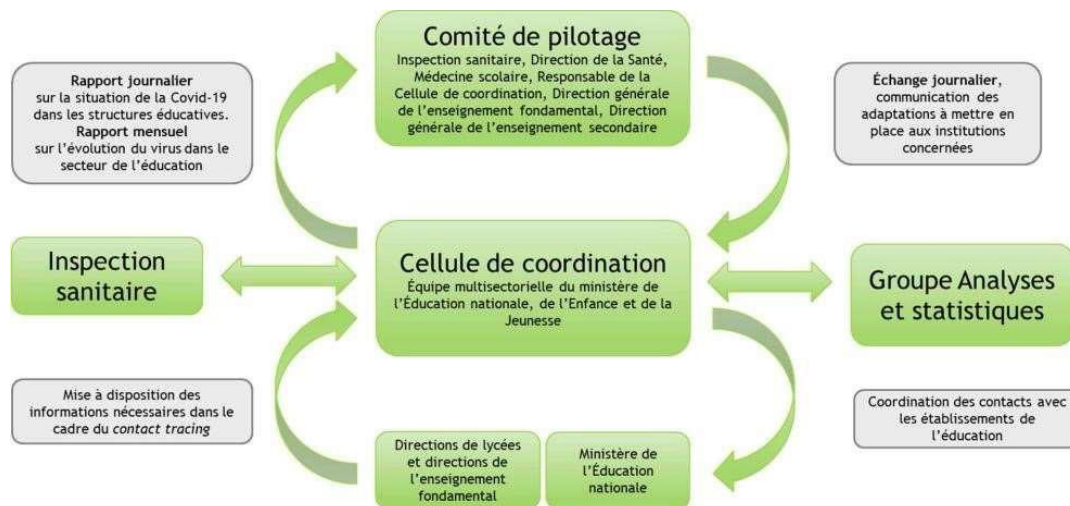 Comité de pilotage
Inspection sanitaire, Direction de la Santé,
Médecine scolaire, Responsable de la
Cellule de coordination, Direction générale
de l'enseignement fondamental, Direction
générale de l'enseignement secondaire
Rapport journalier
sur la situation de la Covid-19
dans les structures éducatives.
Rapport mensuel
sur l'évolution du virus dans le
secteur de l'éducation
Échange journalier,
communication des
adaptations à mettre en
place aux institutions
concernées
Inspection
sanitaire
Cellule de coordination
Équipe multisectorielle du ministère de
l'Éducation nationale, de l'Enfance et de la
Jeunesse
Groupe Analyses
et statistiques
Mise à disposition des
informations nécessaires dans le
cadre du contact tracing
Coordination des contacts avec
les établissements de
l'éducation
Directions de lycées
et directions de
l'enseignement
fondamental
Ministère de
l'Éducation
nationale